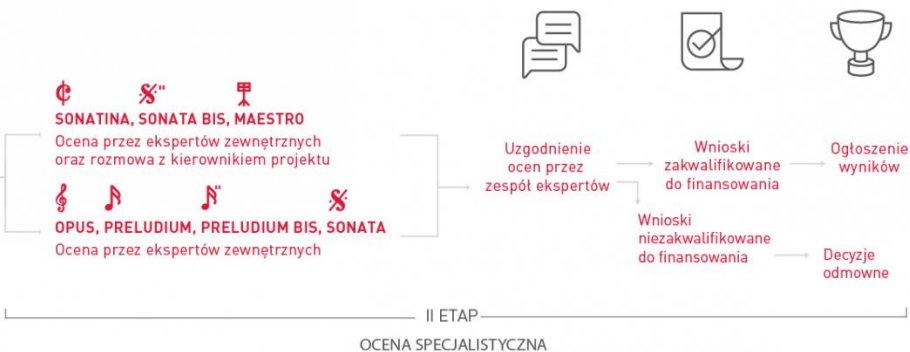 SONATINA, SONATA BIS, MAESTRO
Ocena przez ekspertów zewnętrznych
oraz rozmowa z kierownikiem projektu
OPUS, PRELUDIUM, PRELUDIUM BIS, SONATA
Ocena przez ekspertów zewnętrznych
Uzgodnienie
ocen przez
zespół ekspertów
Wnioski
zakwalifikowane
do finansowania
Ogłoszenie
wyników
Wnioski
niezakwalifikowane
do finansowania
Decyzje
odmowne
II ETAP
OCENA SPECJALISTYCZNA